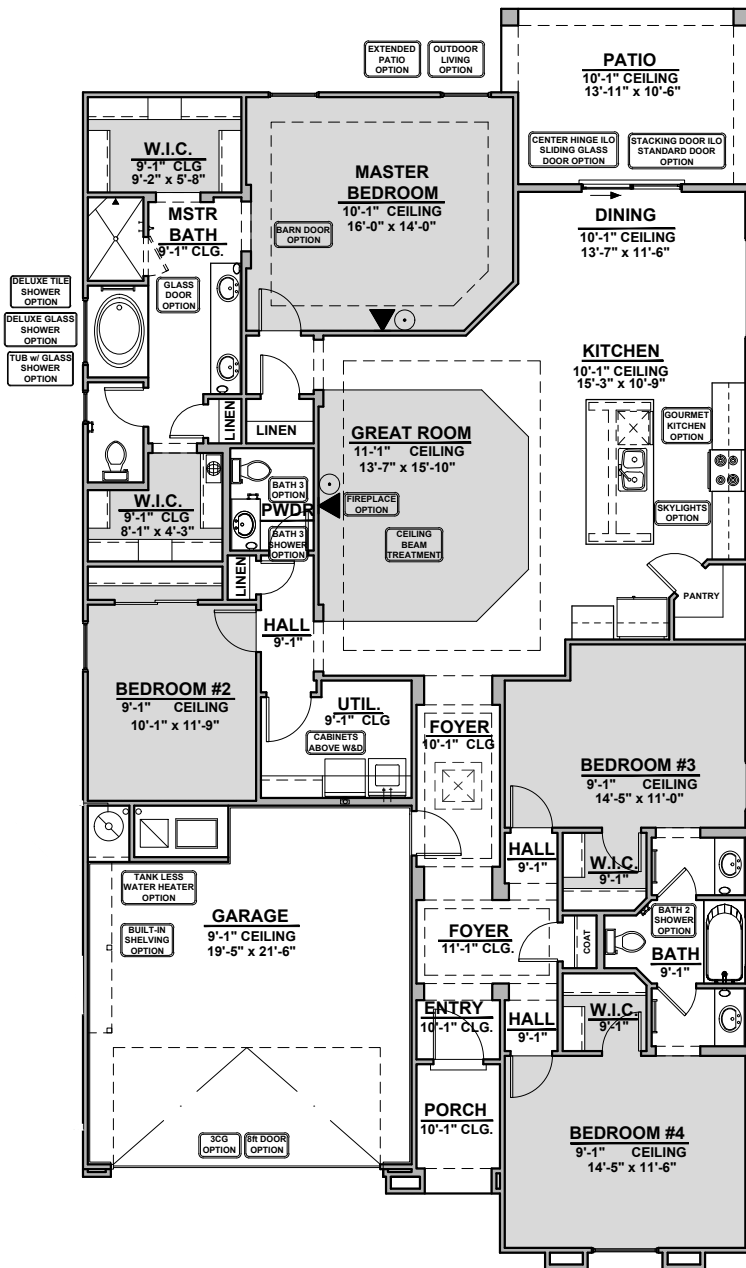 EXTENDED
PATIO
OPTION
OUTDOOR
LIVING
OPTION
PATIO
10'-1" CEILING
13'-11" x 10'-6"
CENTER HINGE ILO
SLIDING GLASS
DOOR OPTION
STACKING DOOR ILO
STANDARD DOOR
OPTION
W.I.C.
9'-1" CLG
9'-2" x 5'-8"
MASTER
BEDROOM
10'-1" CEILING
16'-0" x 14'-0"
BARN DOOR
OPTION
MSTR
BATH
9'-1" CLG.
GLASS
DOOR
OPTION
DINING
10'-1" CEILING
13'-7" x 11'-6"
DELUXE TILE
SHOWER
OPTION
DELUXE GLASS
SHOWER
OPTION
TUB w/ GLASS
SHOWER
OPTION
KITCHEN
10'-1" CEILING
15'-3" x 10'-9"
GOURMET
KITCHEN
OPTION
SKYLIGHTS
OPTION
LINEN
LINEN
GREAT ROOM
11'-'1" CEILING
13'-7" x 15'-10"
FIREPLACE
OPTION
CEILING
BEAM
TREATMENT
W.I.C.
9'-1" CLG
8'-1" x 4'-3"
BATH 3
OPTION
PWDR
BATH 3
SHOWER
OPTION
LINEN
PANTRY
HALL
9'-1"
BEDROOM #2
9'-1" CEILING
10'-1" x 11'-9"
UTIL.
9'-1" CLG
CABINETS
ABOVE W&D
FOYER
10'-1" CLG
BEDROOM #3
9'-1" CEILING
14'-5" x 11'-0"
HALL
9'-1"
W.I.C.
9'-1"
TANK LESS
WATER HEATER
OPTION
BUILT-IN
SHELVING
OPTION
GARAGE
9'-1" CEILING
19'-5" x 21'-6"
FOYER
11'-1" CLG.
COAT
BATH 2
SHOWER
OPTION
BATH
9'-1"
ENTRY
10'-1" CLG.
HALL
9'-1"
W.I.C.
9'-1"
PORCH
10'-1" CLG.
3CG
OPTION
8ft DOOR
OPTION
BEDROOM #4
9'-1" CEILING
14'-5" x 11'-6"